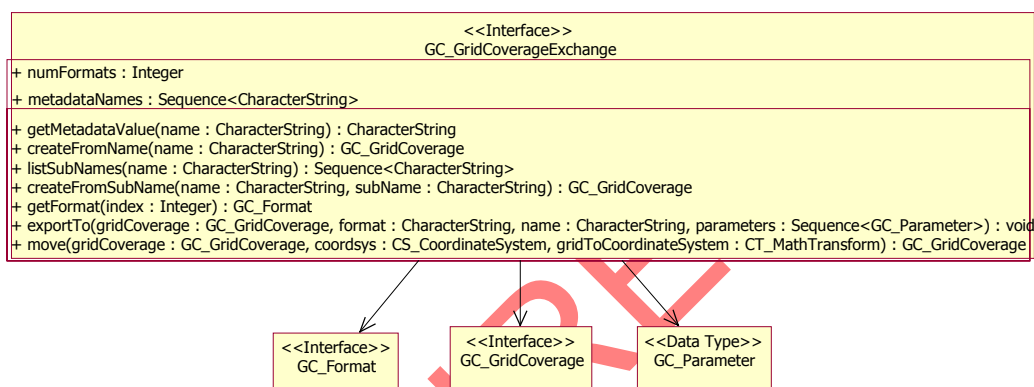 <<Interface>>
GC_GridCoverageExchange
+ numFormats : Integer
+ metadataNames : Sequence<CharacterString>
+ getMetadataValue(name : CharacterString) : CharacterString
+ createFromName(name : CharacterString) : GC_GridCoverage
+ listSubNames(name : CharacterString) : Sequence<CharacterString>
+ createFromSubName(name : CharacterString, subName : CharacterString) : GC_GridCoverage
+ getFormat(index : Integer) : GC_Format
+ exportTo(gridCoverage : GC_GridCoverage, format : CharacterString, name : CharacterString, parameters : Sequence<GC_Parameter>) : void
+ move(gridCoverage : GC_GridCoverage, coordsys : CS_CoordinateSystem, gridToCoordinateSystem : CT_MathTransform) : GC_GridCoverage
<<Interface>>
GC_Format
<<Interface>>
GC_GridCoverage
<<Data Type>>
GC_Parameter